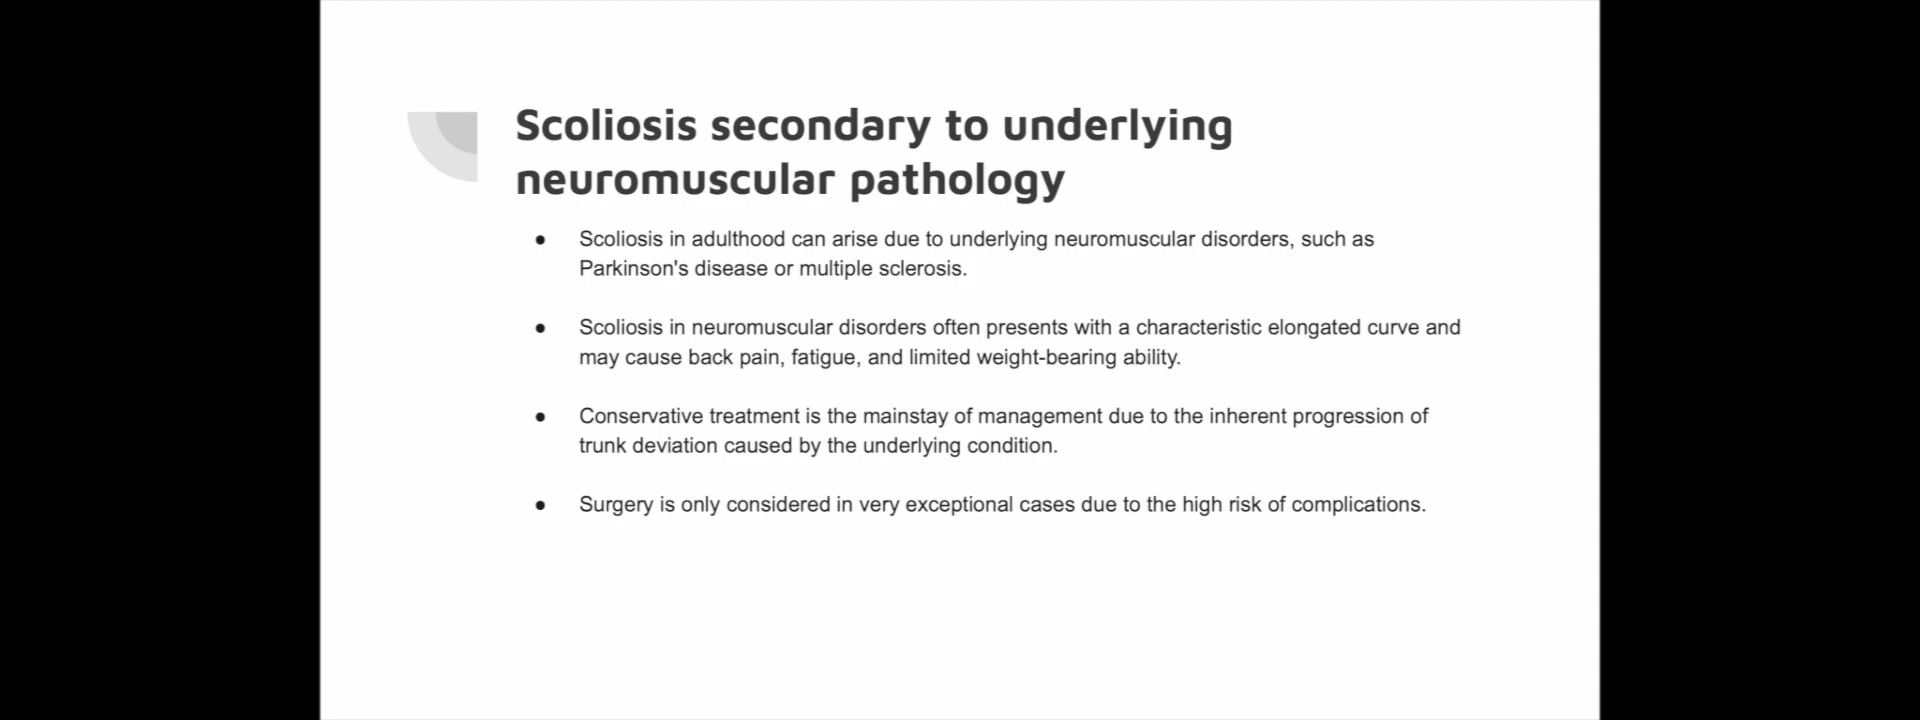 Scoliosis secondary to underlying
neuromuscular pathology
● Scoliosis in adulthood can arise due to underlying neuromuscular disorders, such as
Parkinson's disease or multiple sclerosis.
● Scoliosis in neuromuscular disorders often presents with a characteristic elongated curve and
may cause back pain, fatigue, and limited weight-bearing ability.
● Conservative treatment is the mainstay of management due to the inherent progression of
trunk deviation caused by the underlying condition.
● Surgery is only considered in very exceptional cases due to the high risk of complications.